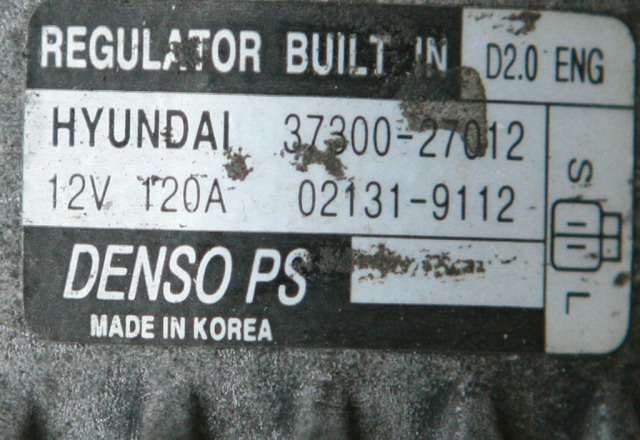 REGULATOR BUILT IN D2.0 ENG
HYUNDAI 37300-27012
12V 120A 02131-9112
S
L
DENSO PS
MADE IN KOREA